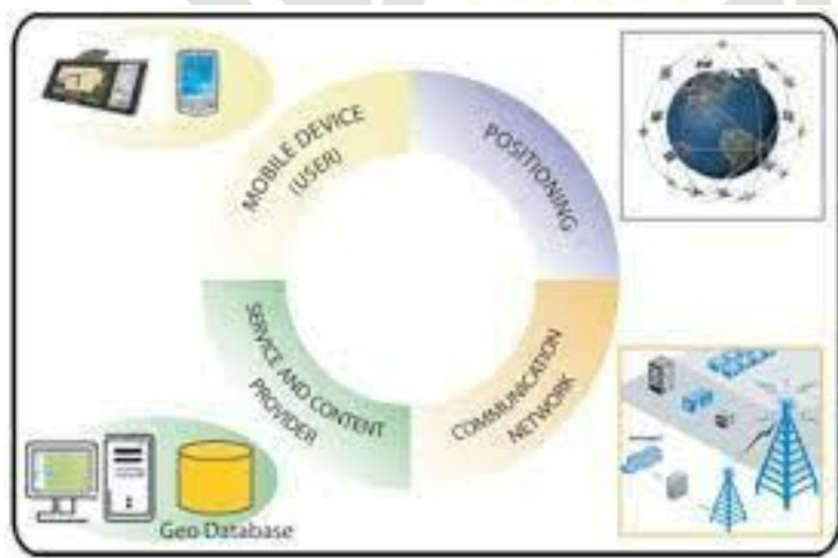 MOBILE DEVICE
(USER)
POSITIONING
SERVICE AND CONTENT
PROVIDER
COMMUNICATION
NETWORK
Geo Database